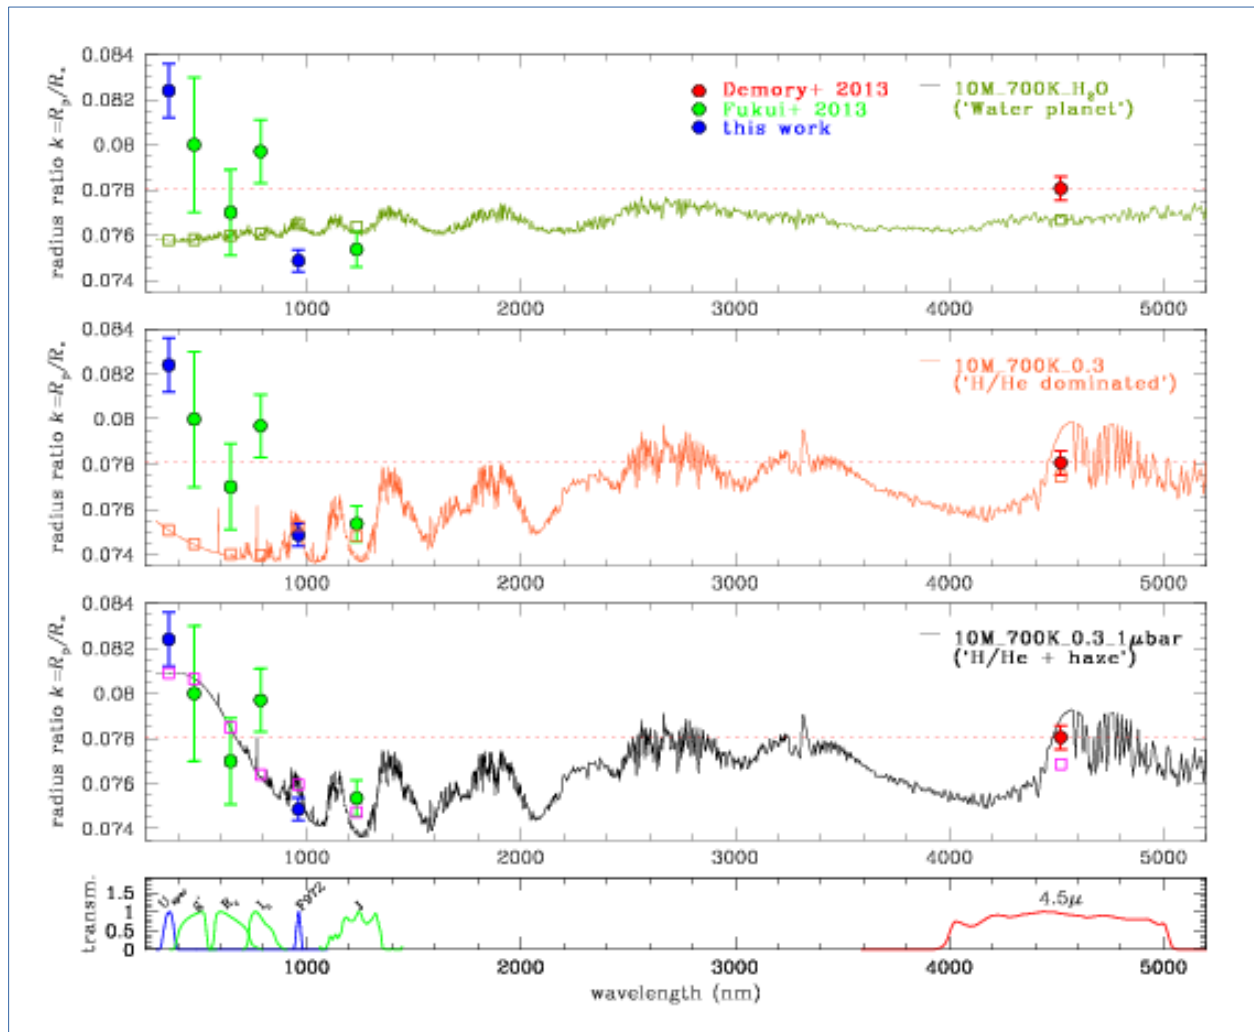 0.084
0.082
0.08
0.078
0.076
0.074
radius ratio k=Rₚ/R*
Demory+ 2013
Fukui+ 2013
this work
10M_700K_H₂O
('Water planet')
1000 2000 3000 4000 5000
0.084
0.082
0.08
0.078
0.076
0.074
radius ratio k=Rₚ/R*
10M_700K_0.3
('H/He dominated')
1000 2000 3000 4000 5000
0.084
0.082
0.08
0.078
0.076
0.074
radius ratio k=Rₚ/R*
10M_700K_0.3_1μbar
('H/He + haze')
1000 2000 3000 4000 5000
transm.
1.5
1
0.5
0
g'
F972
J
4.5μ
1000 2000 3000 4000 5000
wavelength (nm)